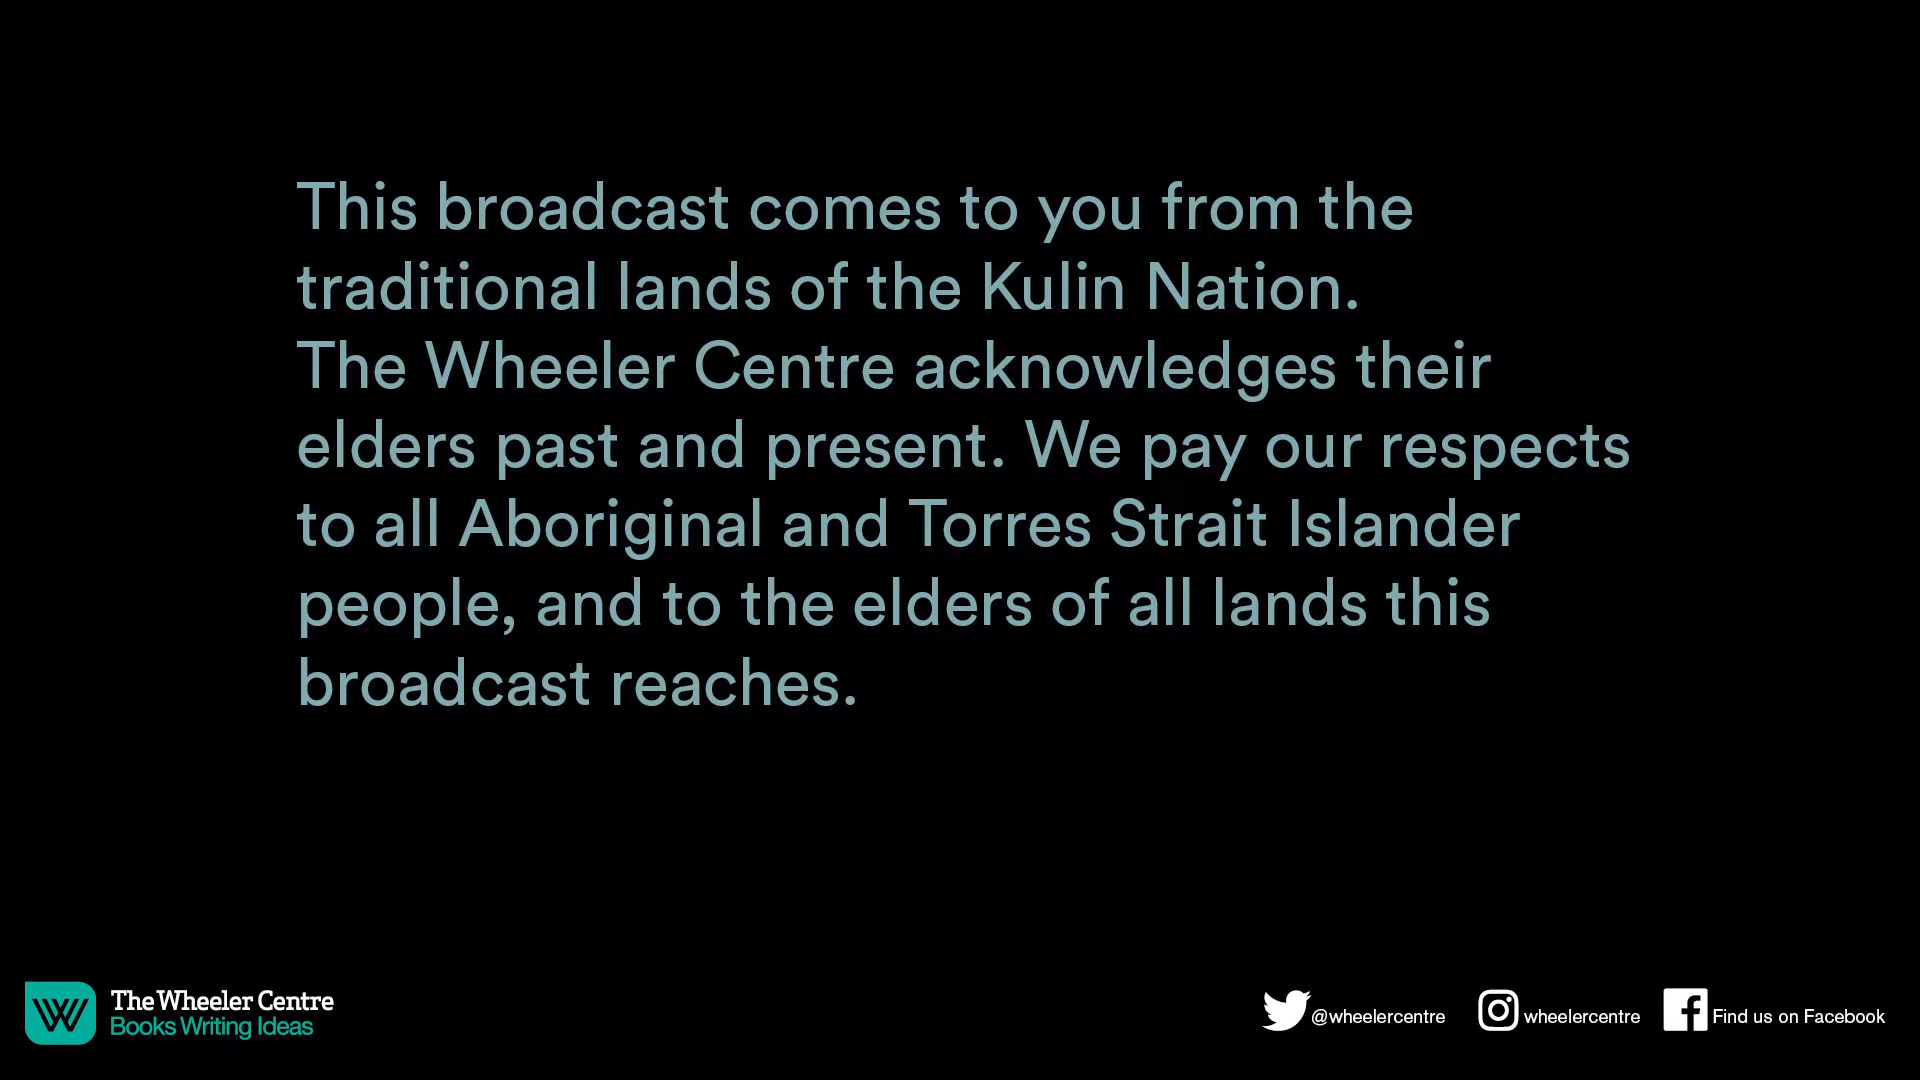 This broadcast comes to you from the
traditional lands of the Kulin Nation.
The Wheeler Centre acknowledges their
elders past and present. We pay our respects
to all Aboriginal and Torres Strait Islander
people, and to the elders of all lands this
broadcast reaches.
The Wheeler Centre
Books Writing Ideas
@wheelercentre
wheelercentre
Find us on Facebook